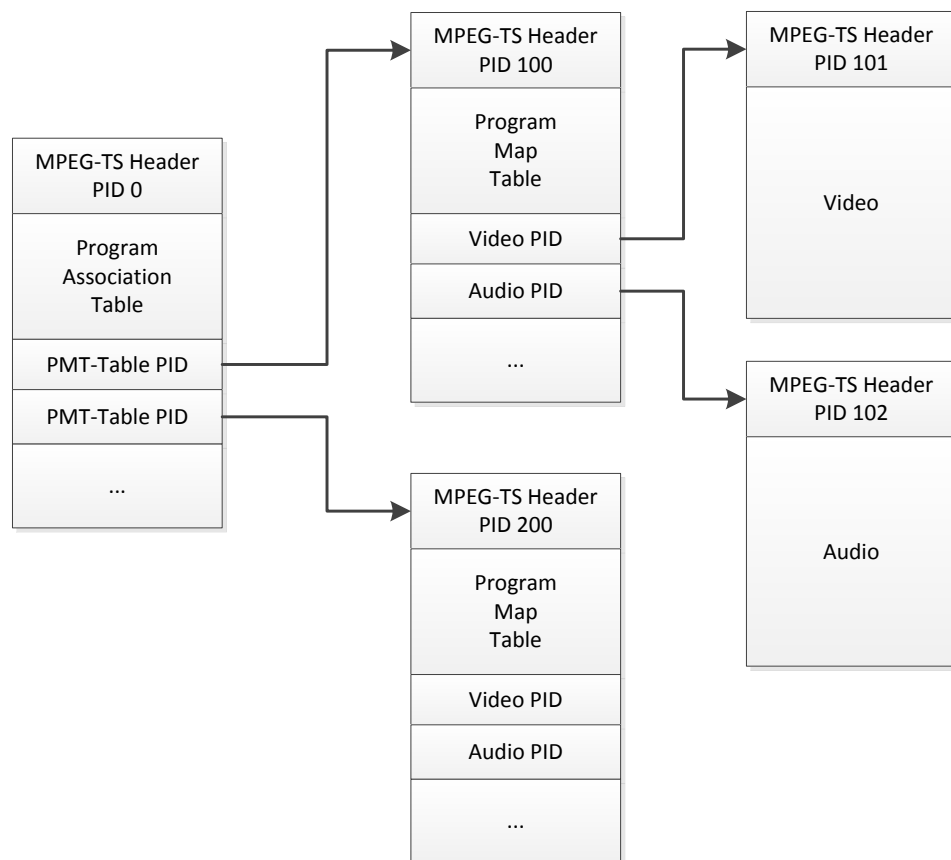 MPEG-TS Header
PID 0
Program
Association
Table
PMT-Table PID
PMT-Table PID
...
MPEG-TS Header
PID 100
Program
Map
Table
Video PID
Audio PID
...
MPEG-TS Header
PID 200
Program
Map
Table
Video PID
Audio PID
...
MPEG-TS Header
PID 101
Video
MPEG-TS Header
PID 102
Audio